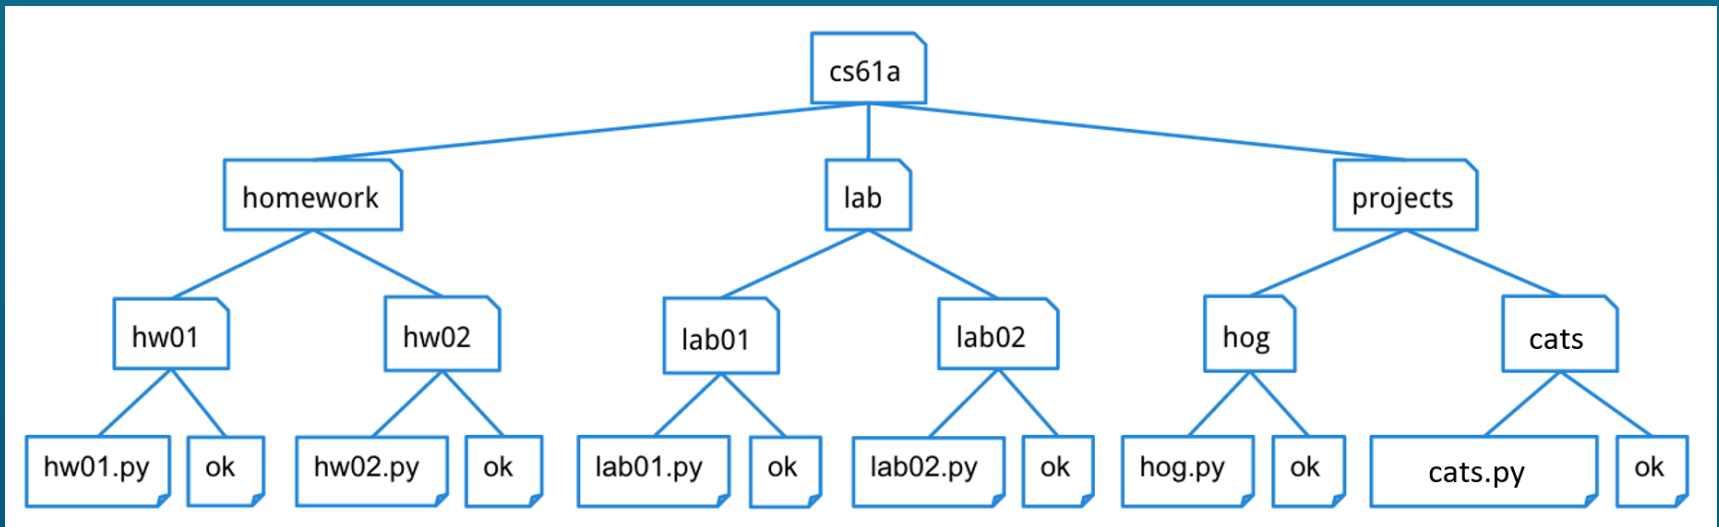 cs61a
homework
lab
projects
hw01
hw02
lab01
lab02
hog
cats
hw01.py
ok
hw02.py
ok
lab01.py
ok
lab02.py
ok
hog.py
ok
cats.py
ok